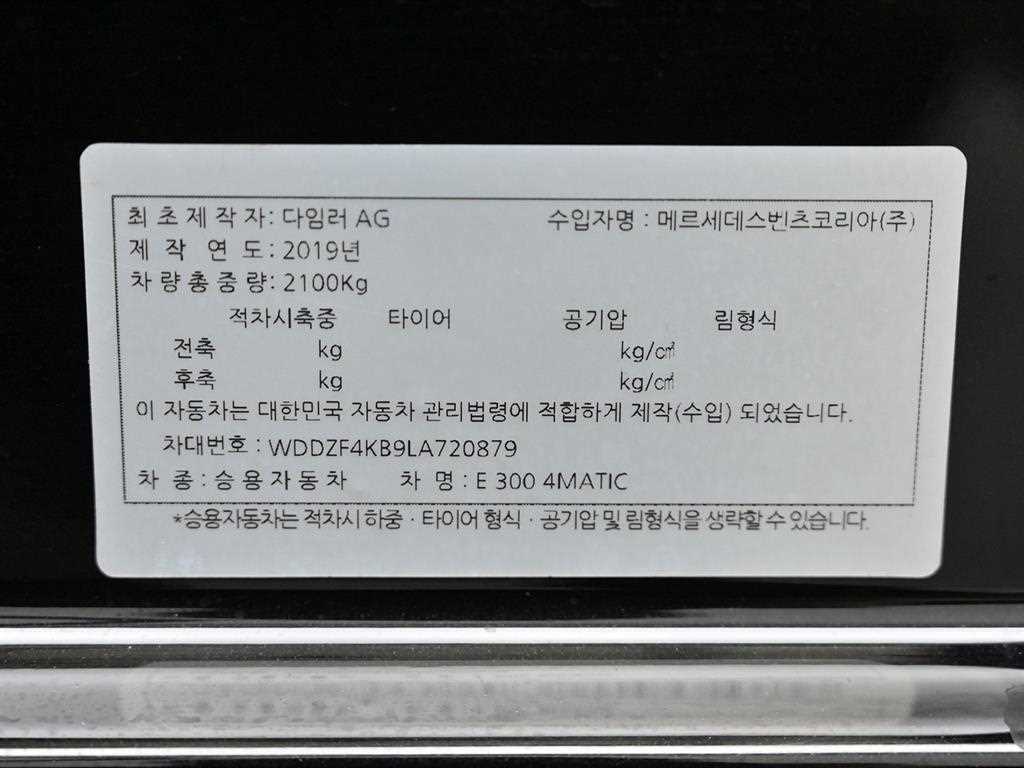 최 초 제 작 자: 다임러 AG 수입자명 : 메르세데스벤츠코리아(주)
제 작 연 도: 2019년
차 량 총 중 량: 2100Kg
적차시축중 타이어 공기압 림형식
전축 kg kg/㎠
후축 kg kg/㎠
이 자동차는 대한민국 자동차 관리법령에 적합하게 제작(수입) 되었습니다.
차대번호 : WDDZF4KB9LA720879
차 종 : 승 용 자 동 차 차 명 : E 300 4MATIC
*승용자동차는 적차시 하중 · 타이어 형식 · 공기압 및 림형식을 생략할 수 있습니다.